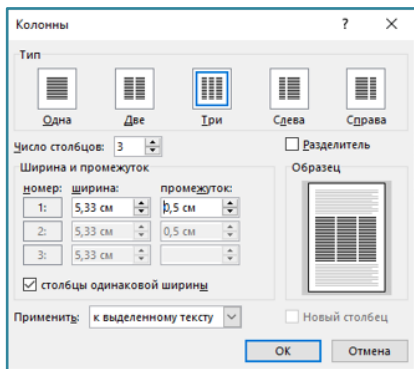 Колонны ? ×
Тип
Одна Две Три Слева Справа
Число столбцов: 3 Разделитель
Ширина и промежуток Образец
номер: ширина: промежуток:
1: 5,33 см 0,5 см
2: 5,33 см 0,5 см
3: 5,33 см
столбцы одинаковой ширины
Применить: к выделенному тексту Новый столбец
ОК Отмена